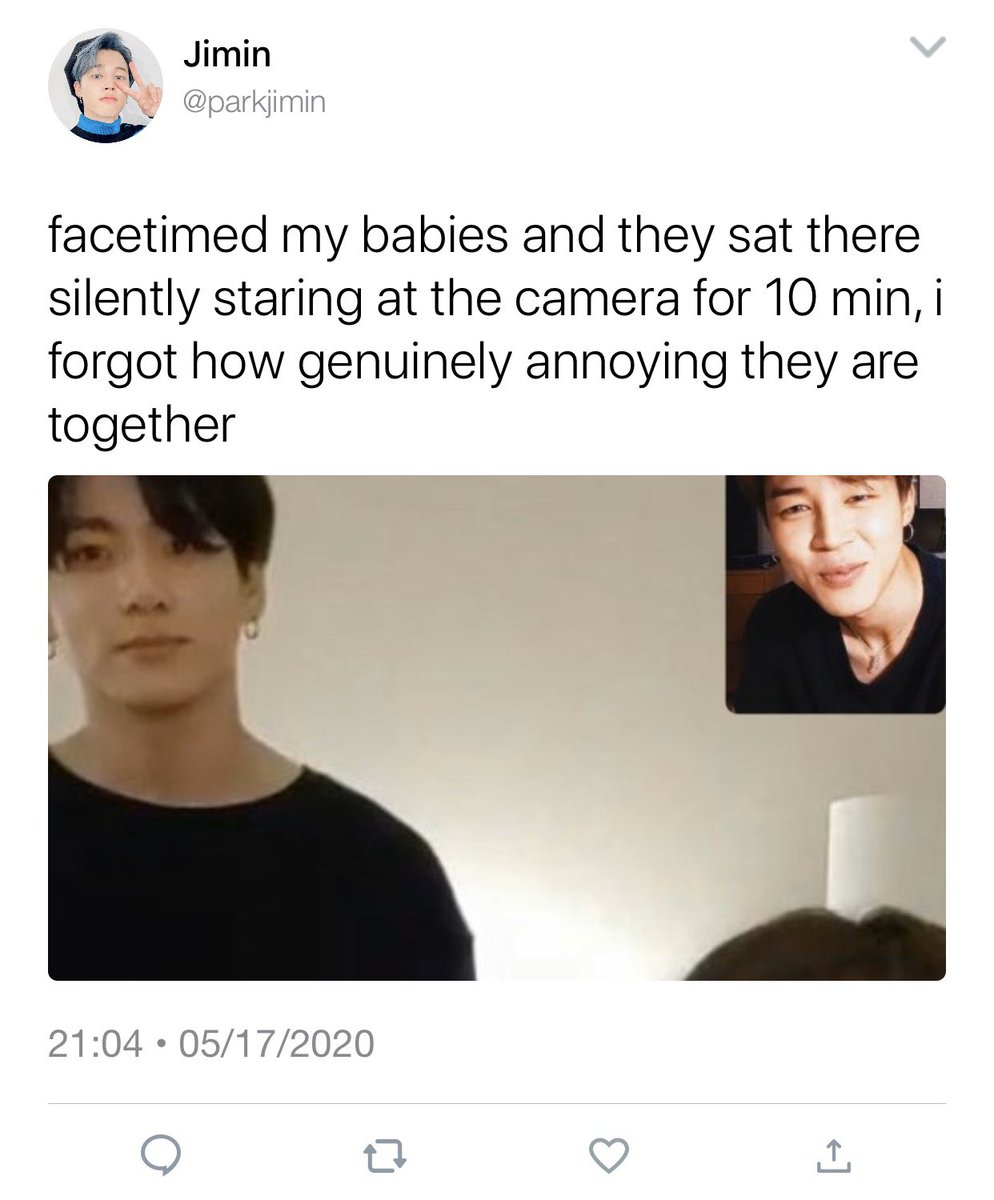 Jimin
@parkjimin
facetimed my babies and they sat there
silently staring at the camera for 10 min, i
forgot how genuinely annoying they are
together
21:04 • 05/17/2020